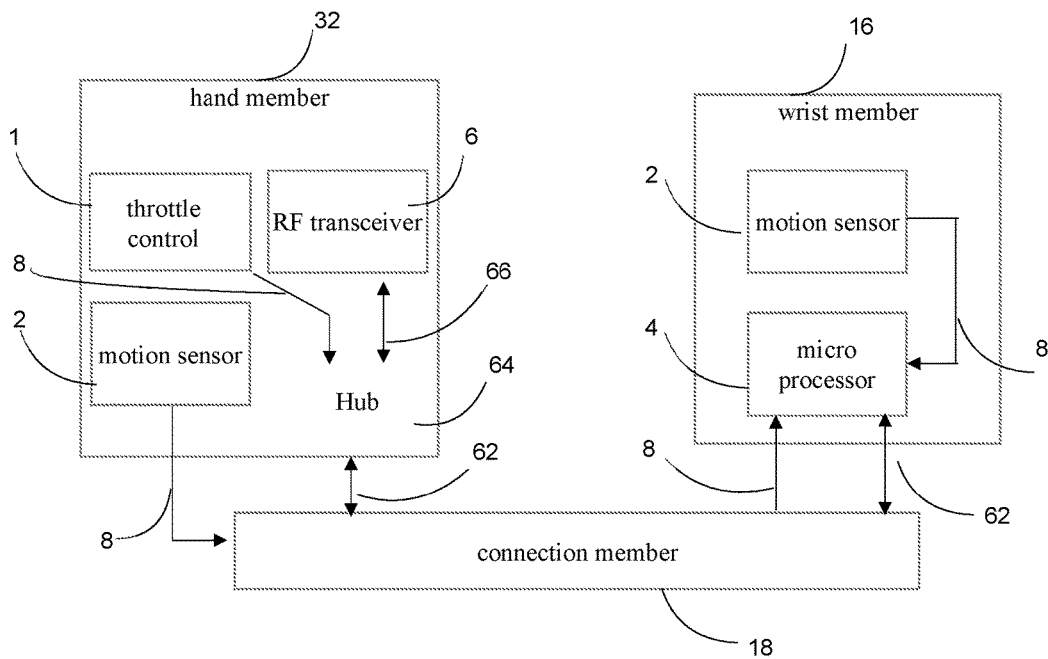 32
16
hand member
wrist member
1
6
2
throttle
control
RF transceiver
motion sensor
8
66
2
motion sensor
4
micro
processor
8
64
Hub
62
8
62
8
connection member
18